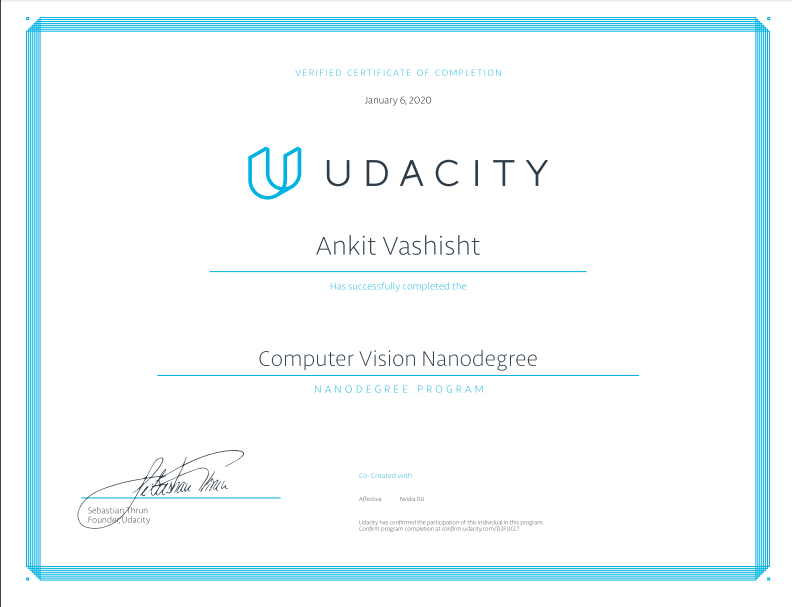 VERIFIED CERTIFICATE OF COMPLETION
January 6, 2020
UDACITY
Ankit Vashisht
Has successfully completed the
Computer Vision Nanodegree
NANODEGREE PROGRAM
Sebastian Thrun
Sebastian Thrun
Founder, Udacity
Co-Created with
Affectiva Nvidia DLI
Udacity has confirmed the participation of this individual in this program.
Confirm program completion at confirm.udacity.com/